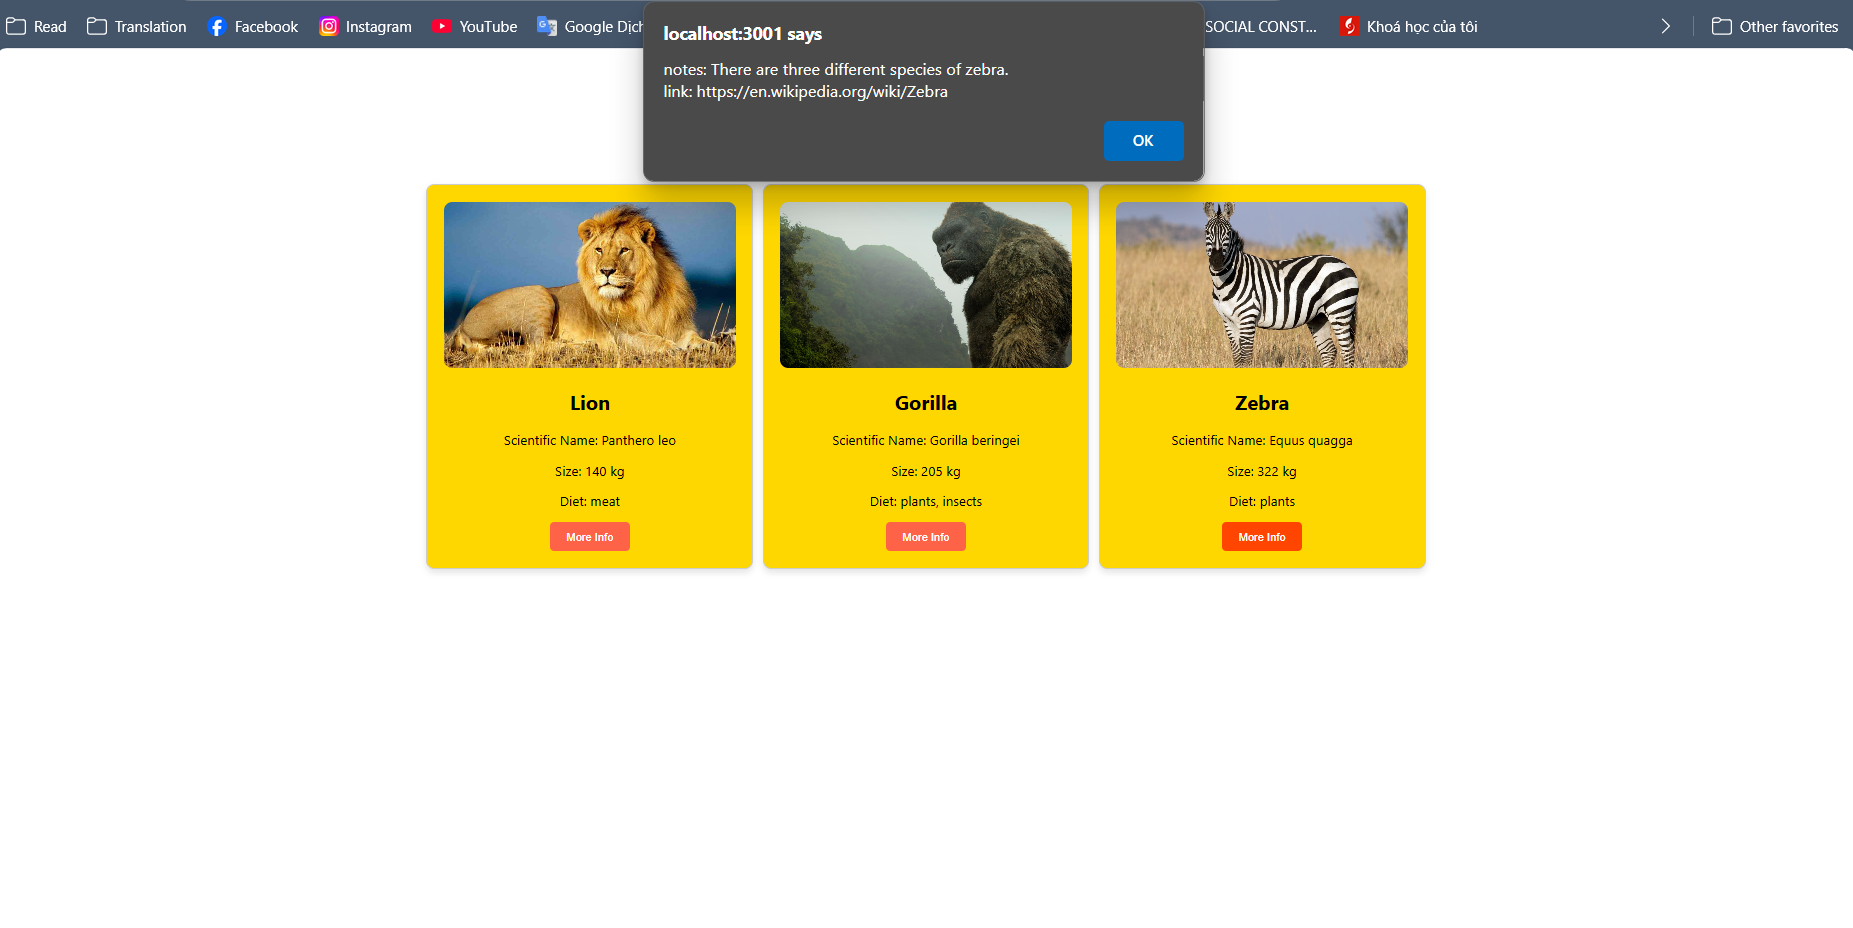 Read
Translation
Facebook
Instagram
YouTube
Google Dịch
SOCIAL CONST...
Khoá học của tôi
Other favorites
localhost:3001 says
notes: There are three different species of zebra.
link: https://en.wikipedia.org/wiki/Zebra
OK
Lion
Scientific Name: Panthero leo
Size: 140 kg
Diet: meat
More Info
Gorilla
Scientific Name: Gorilla beringei
Size: 205 kg
Diet: plants, insects
More Info
Zebra
Scientific Name: Equus quagga
Size: 322 kg
Diet: plants
More Info